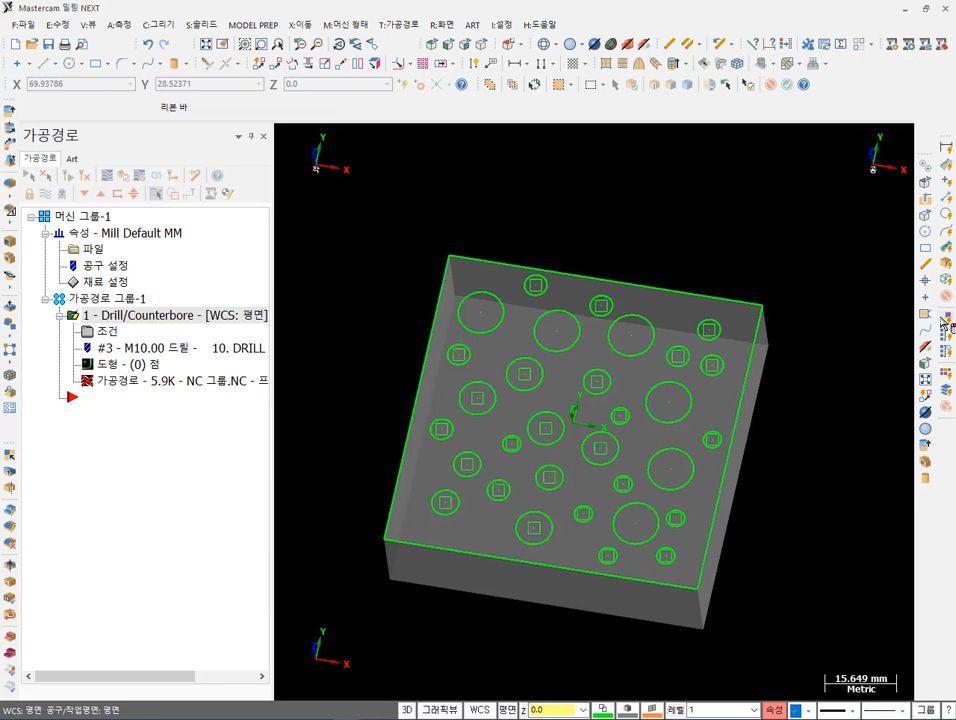 Mastercam 밀링 NEXT
F:파일 E:수정 V:뷰 A:측정 C:그리기 S:솔리드 MODEL PREP X:이동 M:머신 형태 T:가공경로 R:화면 ART I:설정 H:도움말
X 69.93786 Y 28.52371 Z 0.0
리본 바
가공경로
가공경로 Art
G1
머신 그룹-1
속성 - Mill Default MM
파일
공구 설정
재료 설정
가공경로 그룹-1
1 - Drill/Counterbore - [WCS: 평면]
조건
#3 - M10.00 드릴 - 10. DRILL
도형 - (0) 점
가공경로 - 5.9K - NC 그룹.NC - 프
Y
X
Y
X
Y
Z
X
Y
X
15.649 mm
Metric
WCS: 평면 공구/작업평면: 평면
3D 그래픽뷰 WCS 평면 Z 0.0 레벨 1 속성 그룹 ?